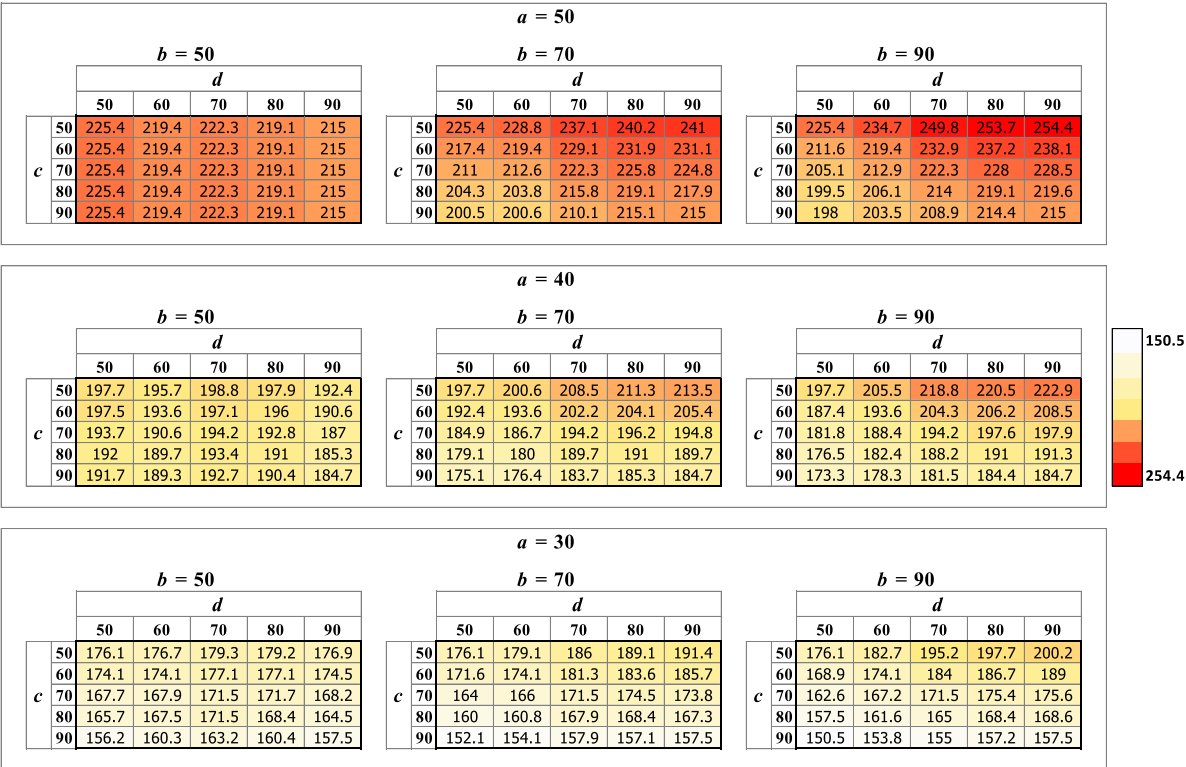 a = 50
b = 50 b = 70 b = 90
d d d
50 60 70 80 90 50 60 70 80 90 50 60 70 80 90
50 225.4 219.4 222.3 219.1 215 50 225.4 228.8 237.1 240.2 241 50 225.4 234.7 249.8 253.7 254.4
60 225.4 219.4 222.3 219.1 215 60 217.4 219.4 229.1 231.9 231.1 60 211.6 219.4 232.9 237.2 238.1
c 70 225.4 219.4 222.3 219.1 215 c 70 211 212.6 222.3 225.8 224.8 c 70 205.1 212.9 222.3 228 228.5
80 225.4 219.4 222.3 219.1 215 80 204.3 203.8 215.8 219.1 217.9 80 199.5 206.1 214 219.1 219.6
90 225.4 219.4 222.3 219.1 215 90 200.5 200.6 210.1 215.1 215 90 198 203.5 208.9 214.4 215
a = 40
b = 50 b = 70 b = 90
d d d
50 60 70 80 90 50 60 70 80 90 50 60 70 80 90
50 197.7 195.7 198.8 197.9 192.4 50 197.7 200.6 208.5 211.3 213.5 50 197.7 205.5 218.8 220.5 222.9
60 197.5 193.6 197.1 196 190.6 60 192.4 193.6 202.2 204.1 205.4 60 187.4 193.6 204.3 206.2 208.5
c 70 193.7 190.6 194.2 192.8 187 c 70 184.9 186.7 194.2 196.2 194.8 c 70 181.8 188.4 194.2 197.6 197.9
80 192 189.7 193.4 191 185.3 80 179.1 180 189.7 191 189.7 80 176.5 182.4 188.2 191 191.3
90 191.7 189.3 192.7 190.4 184.7 90 175.1 176.4 183.7 185.3 184.7 90 173.3 178.3 181.5 184.4 184.7
150.5
254.4
a = 30
b = 50 b = 70 b = 90
d d d
50 60 70 80 90 50 60 70 80 90 50 60 70 80 90
50 176.1 176.7 179.3 179.2 176.9 50 176.1 179.1 186 189.1 191.4 50 176.1 182.7 195.2 197.7 200.2
60 174.1 174.1 177.1 177.1 174.5 60 171.6 174.1 181.3 183.6 185.7 60 168.9 174.1 184 186.7 189
c 70 167.7 167.9 171.5 171.7 168.2 c 70 164 166 171.5 174.5 173.8 c 70 162.6 167.2 171.5 175.4 175.6
80 165.7 167.5 171.5 168.4 164.5 80 160 160.8 167.9 168.4 167.3 80 157.5 161.6 165 168.4 168.6
90 156.2 160.3 163.2 160.4 157.5 90 152.1 154.1 157.9 157.1 157.5 90 150.5 153.8 155 157.2 157.5